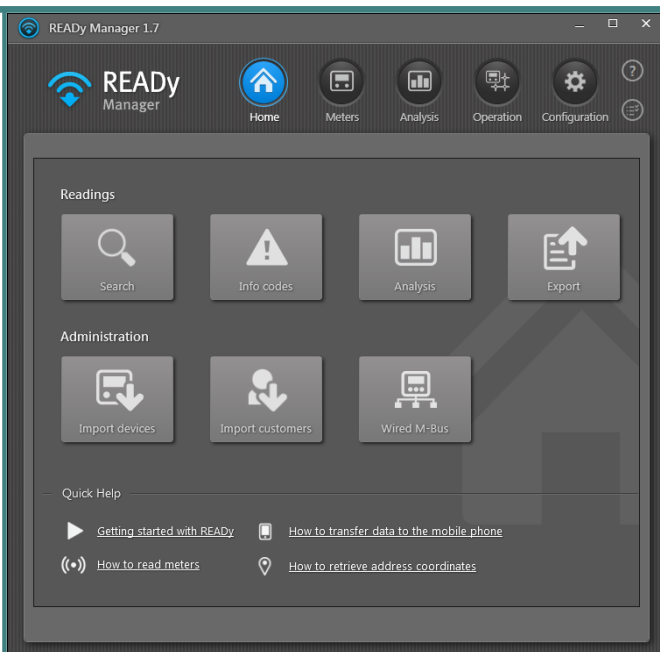 READy Manager 1.7
READy
Manager
Home Meters Analysis Operation Configuration
Readings
Search Info codes Analysis Export
Administration
Import devices Import customers Wired M-Bus
Quick Help
Getting started with READy How to transfer data to the mobile phone
How to read meters How to retrieve address coordinates